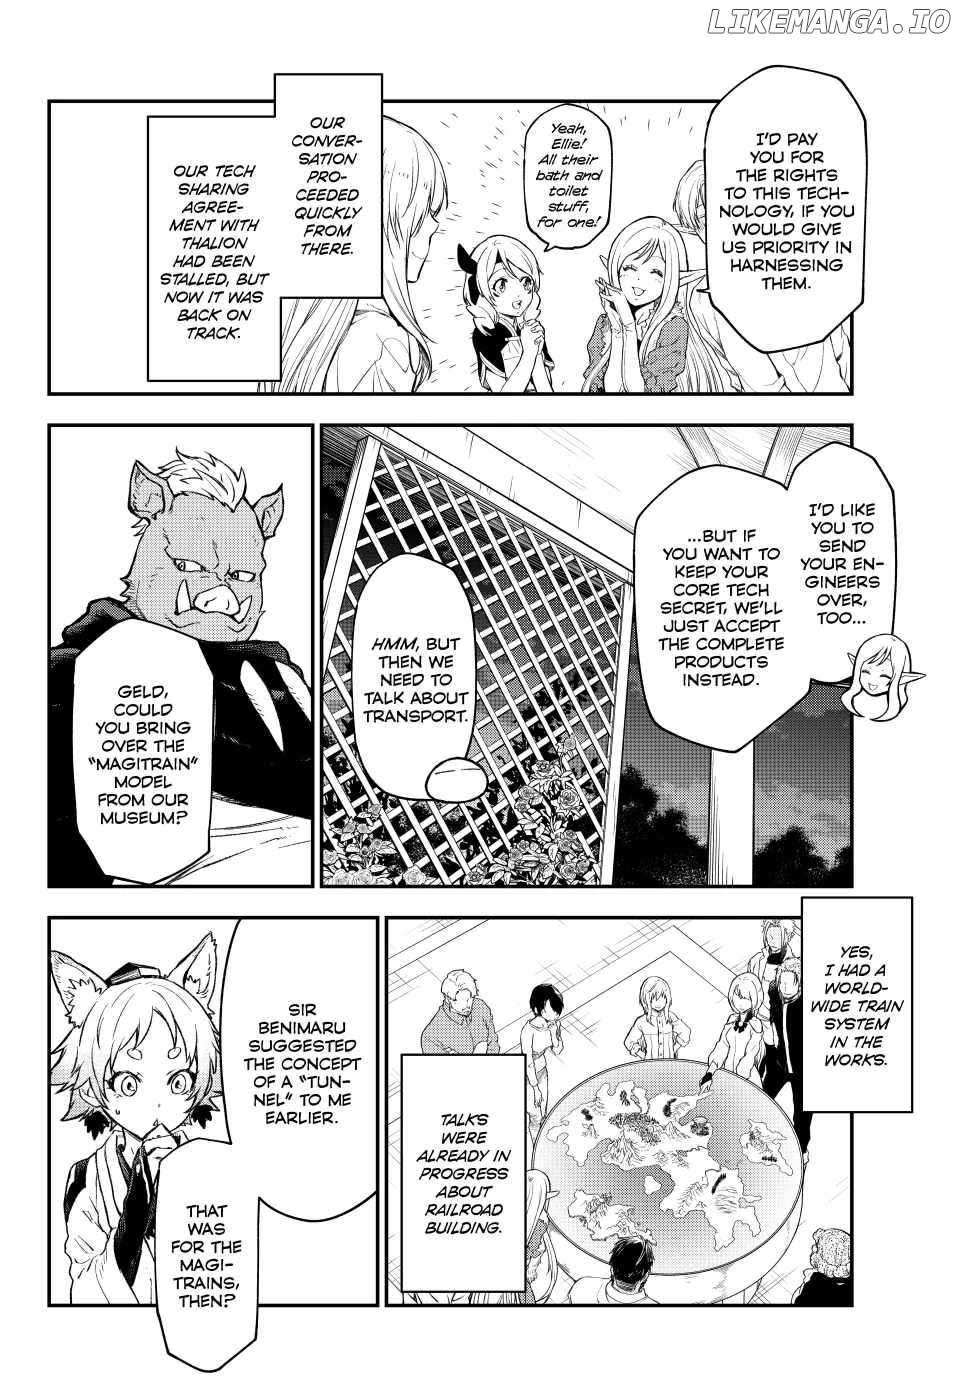 LIKEMANGA.IO
I'D PAY
YOU FOR
THE RIGHTS
TO THIS TECH-
NOLOGY, IF YOU
WOULD GIVE
US PRIORITY IN
HARNESSING
THEM.
Yeah,
Ellie!
All their
bath and
toilet
stuff,
for one!
OUR
CONVER-
SATION
PRO-
CEEDED
QUICKLY
FROM
THERE.
OUR TECH
SHARING
AGREE-
MENT WITH
THALION
HAD BEEN
STALLED, BUT
NOW IT WAS
BACK ON
TRACK.
I'D LIKE
YOU TO
SEND
YOUR EN-
GINEERS
OVER,
TOO...
...BUT IF
YOU WANT TO
KEEP YOUR
CORE TECH
SECRET, WE'LL
JUST ACCEPT
THE COMPLETE
PRODUCTS
INSTEAD.
HMM, BUT
THEN WE
NEED TO
TALK ABOUT
TRANSPORT.
GELD,
COULD
YOU BRING
OVER THE
"MAGITRAIN"
MODEL
FROM OUR
MUSEUM?
YES,
I HAD A
WORLD-
WIDE TRAIN
SYSTEM
IN THE
WORKS.
TALKS
WERE
ALREADY IN
PROGRESS
ABOUT
RAILROAD
BUILDING.
SIR
BENIMARU
SUGGESTED
THE CONCEPT
OF A "TUN-
NEL" TO ME
EARLIER.
THAT
WAS
FOR THE
MAGI-
TRAINS,
THEN?